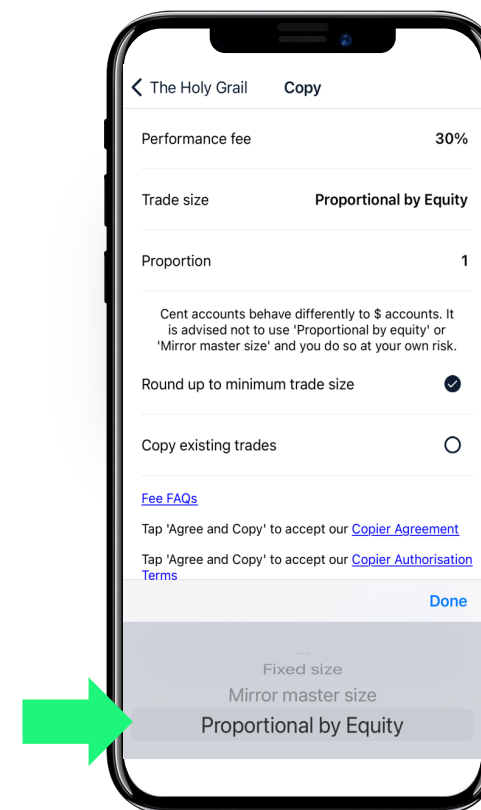 The Holy Grail Copy
Performance fee 30%
Trade size Proportional by Equity
Proportion 1
Cent accounts behave differently to $ accounts. It
is advised not to use 'Proportional by equity' or
'Mirror master size' and you do so at your own risk.
Round up to minimum trade size
Copy existing trades
Fee FAQs
Tap 'Agree and Copy' to accept our Copier Agreement
Tap 'Agree and Copy' to accept our Copier Authorisation
Terms
Done
...
Fixed size
Mirror master size
Proportional by Equity